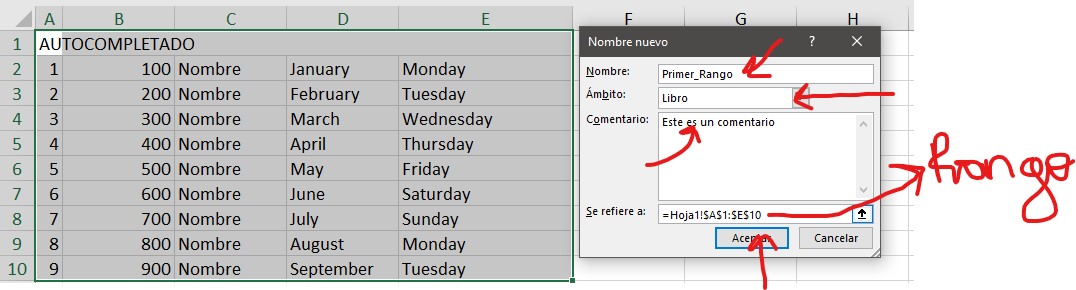 A B C D E F G H
1 AUTOCOMPLETADO
2 1 100 Nombre January Monday
3 2 200 Nombre February Tuesday
4 3 300 Nombre March Wednesday
5 4 400 Nombre April Thursday
6 5 500 Nombre May Friday
7 6 600 Nombre June Saturday
8 7 700 Nombre July Sunday
9 8 800 Nombre August Monday
10 9 900 Nombre September Tuesday
Nombre nuevo ? ×
Nombre: Primer_Rango
Ámbito: Libro
Comentario: Este es un comentario
Se refiere a: =Hoja1!$A$1:$E$10
Aceptar Cancelar
Rango